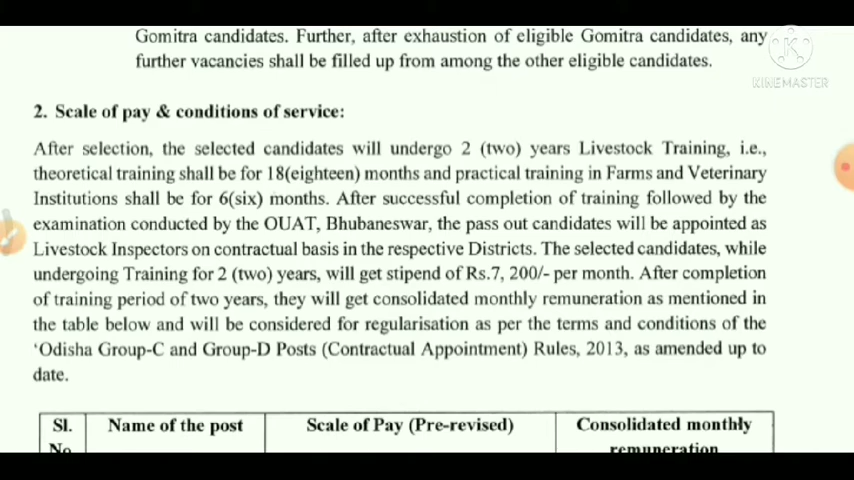 Gomitra candidates. Further, after exhaustion of eligible Gomitra candidates, any
further vacancies shall be filled up from among the other eligible candidates.
K
KINEMASTER
2. Scale of pay & conditions of service:
After selection, the selected candidates will undergo 2 (two) years Livestock Training, i.e.,
theoretical training shall be for 18(eighteen) months and practical training in Farms and Veterinary
Institutions shall be for 6(six) months. After successful completion of training followed by the
examination conducted by the OUAT, Bhubaneswar, the pass out candidates will be appointed as
Livestock Inspectors on contractual basis in the respective Districts. The selected candidates, while
undergoing Training for 2 (two) years, will get stipend of Rs.7, 200/- per month. After completion
of training period of two years, they will get consolidated monthly remuneration as mentioned in
the table below and will be considered for regularisation as per the terms and conditions of the
‘Odisha Group-C and Group-D Posts (Contractual Appointment) Rules, 2013, as amended up to
date.
Sl. Name of the post Scale of Pay (Pre-revised) Consolidated monthly
No remuneration